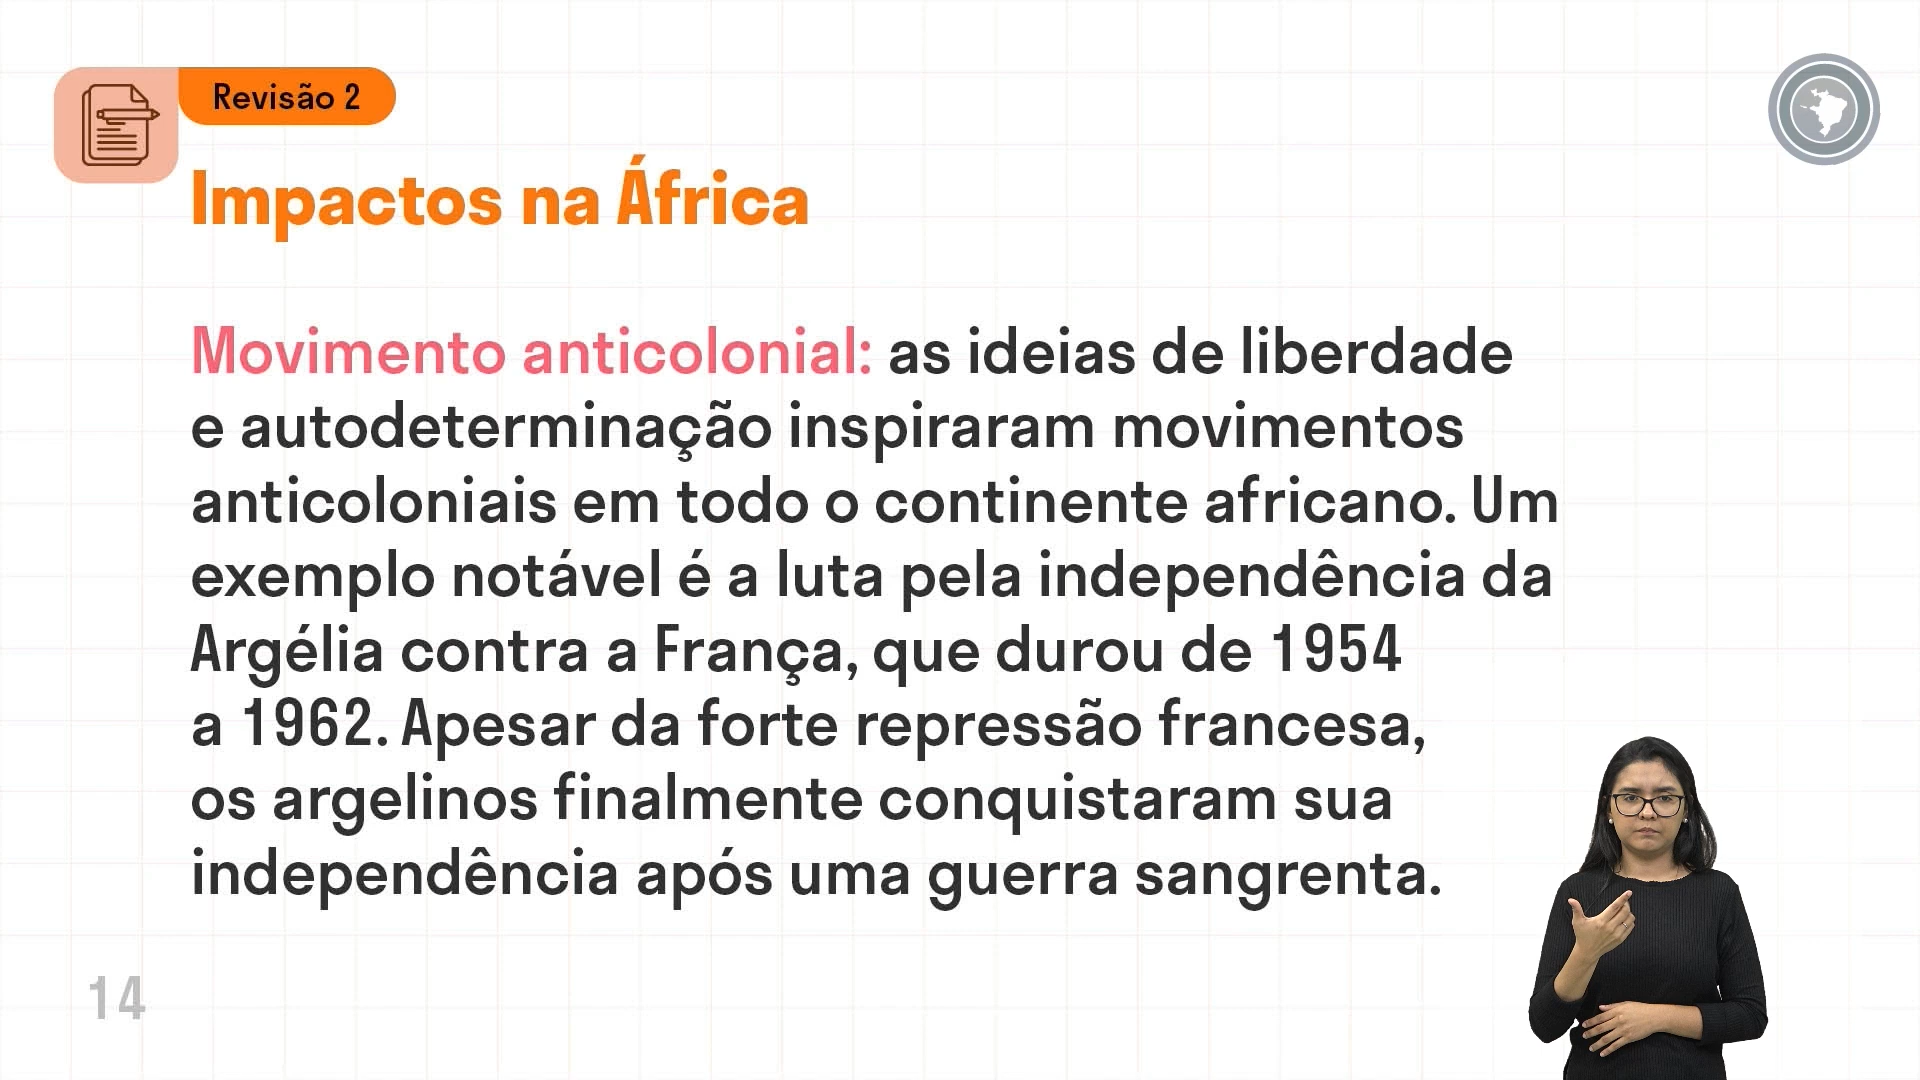 Revisão 2
Impactos na África
Movimento anticolonial: as ideias de liberdade
e autodeterminação inspiraram movimentos
anticoloniais em todo o continente africano. Um
exemplo notável é a luta pela independência da
Argélia contra a França, que durou de 1954
a 1962. Apesar da forte repressão francesa,
os argelinos finalmente conquistaram sua
independência após uma guerra sangrenta.
14